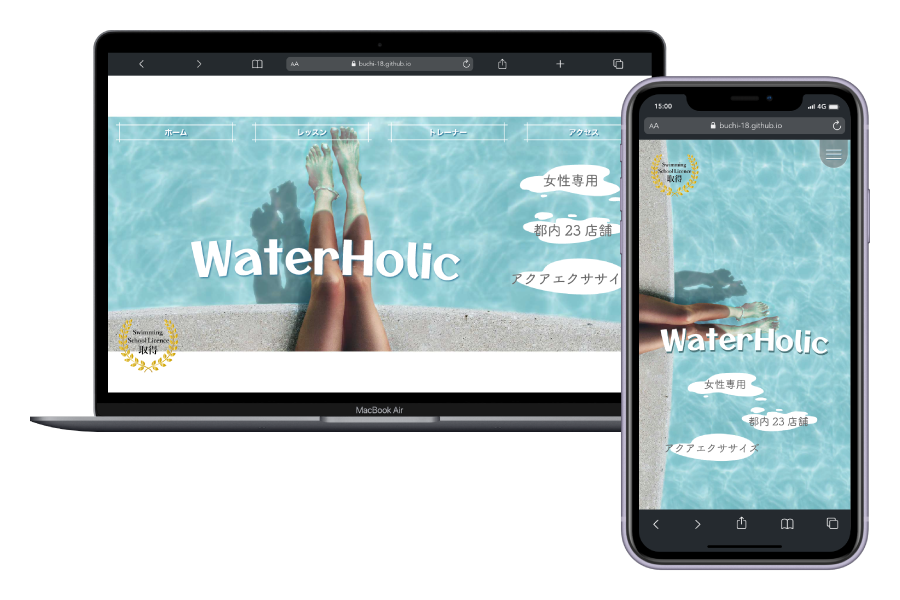 AA
buchi-18.github.io
ホーム
レッスン
トレーナー
アクセス
女性専用
都内 23 店舗
アクアエクササイ
WaterHolic
Swimming
School Licence
取得
MacBook Air
15:00
4G
AA
buchi-18.github.io
Swimming
School Licence
取得
WaterHolic
女性専用
都内 23 店舗
アクアエクササイズ